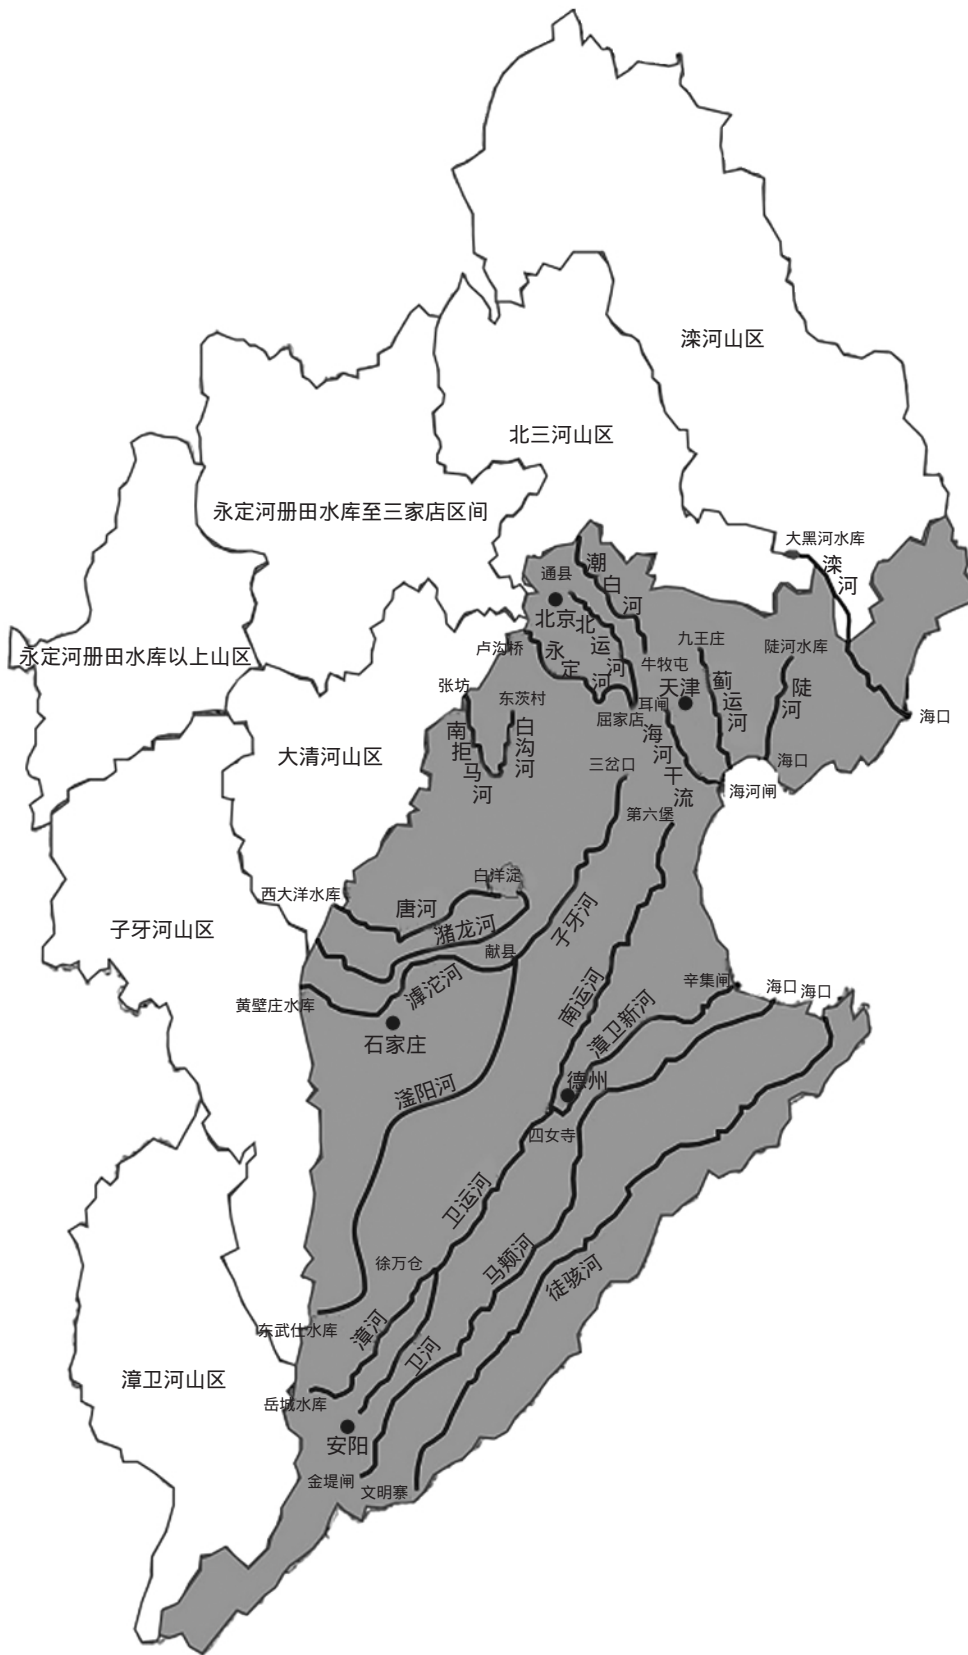 滦河山区
北三河山区
永定河册田水库至三家店区间
大黑河水库
滦河
潮白河
通县
北京
北运河
永定河
卢沟桥
永定河册田水库以上山区
九王庄
陡河水库
牛牧屯
天津
蓟运河
陡河
张坊
东茨村
耳闸
屈家店
海口
南拒马河
白沟河
海河干流
大清河山区
三岔口
海口
海河闸
第六堡
白洋淀
西大洋水库
唐河
潴龙河
子牙河
子牙河山区
献县
黄壁庄水库
滹沱河
南运河
辛集闸
海口
海口
漳卫新河
石家庄
滏阳河
德州
四女寺
卫运河
徐万仓
马颊河
徒骇河
东武仕水库
漳河
卫河
漳卫河山区
岳城水库
安阳
金堤闸
文明寨